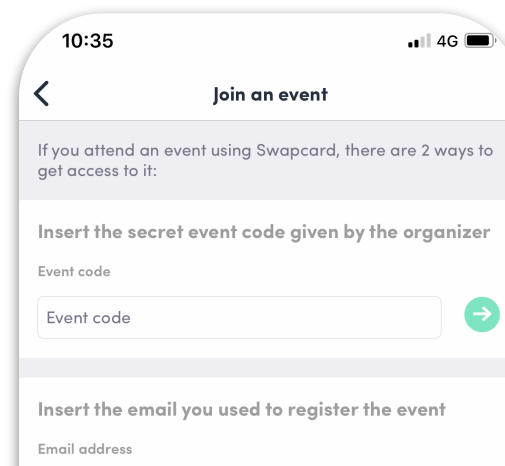 10:35
4G
Join an event
If you attend an event using Swapcard, there are 2 ways to
get access to it:
Insert the secret event code given by the organizer
Event code
Event code
Insert the email you used to register the event
Email address